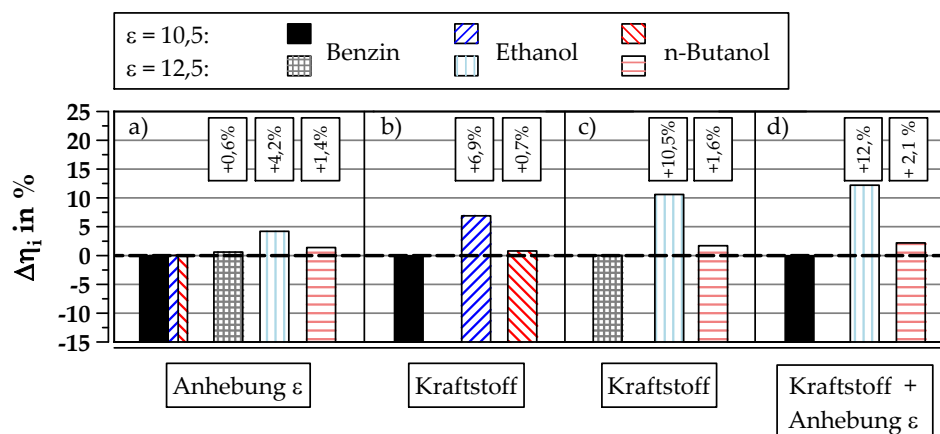 ε = 10,5:
ε = 12,5:
Benzin
Ethanol
n-Butanol
Δηi in %
25
20
15
10
5
0
-5
-10
-15
a)
+0,6%
+4,2%
+1,4%
b)
+6,9%
+0,7%
c)
+10,5%
+1,6%
d)
+12,%
+2,1 %
Anhebung ε
Kraftstoff
Kraftstoff
Kraftstoff +
Anhebung ε